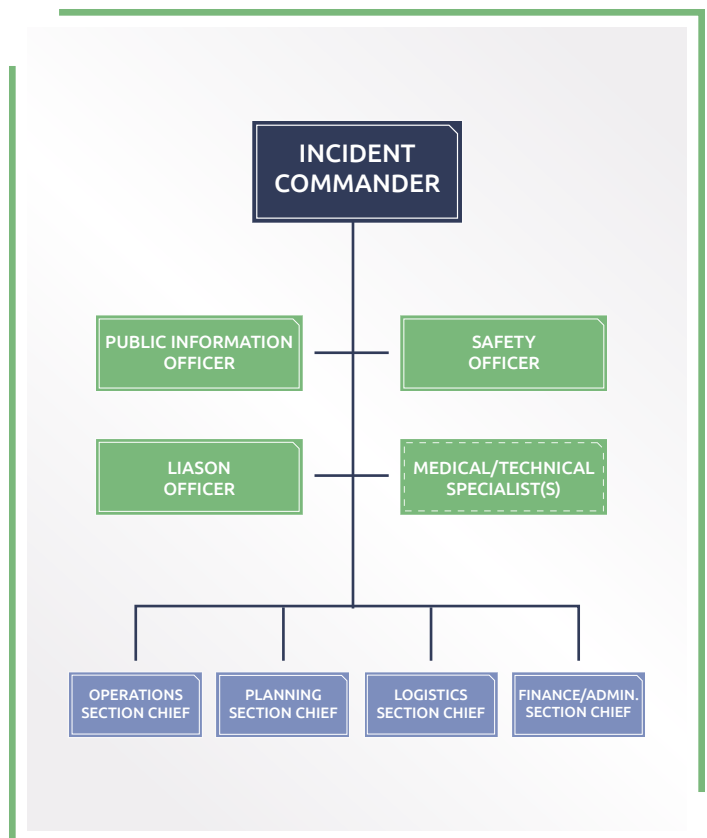 INCIDENT
COMMANDER
PUBLIC INFORMATION
OFFICER
SAFETY
OFFICER
LIASON
OFFICER
MEDICAL/TECHNICAL
SPECIALIST(S)
OPERATIONS
SECTION CHIEF
PLANNING
SECTION CHIEF
LOGISTICS
SECTION CHIEF
FINANCE/ADMIN.
SECTION CHIEF